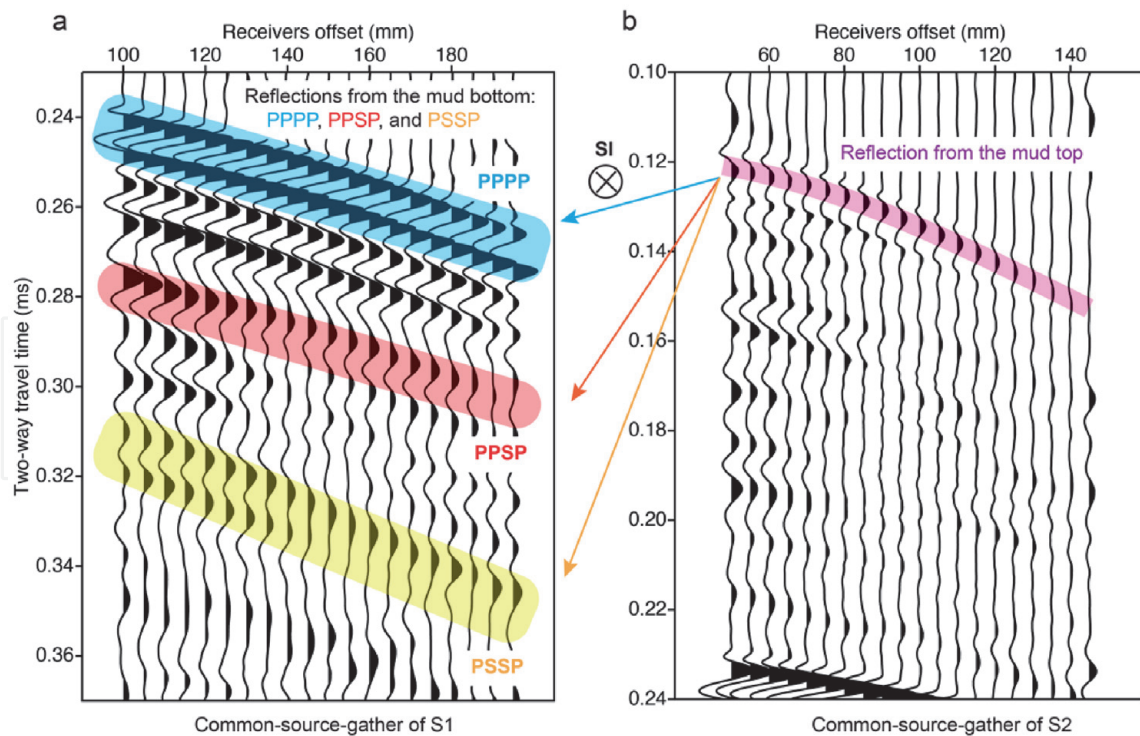 a
Receivers offset (mm)
100 120 140 160 180
Reflections from the mud bottom:
PPPP, PPSP, and PSSP
Two-way travel time (ms)
0.24
0.26
0.28
0.30
0.32
0.34
0.36
PPPP
PPSP
PSSP
Common-source-gather of S1
SI
b
Receivers offset (mm)
60 80 100 120 140
0.10
0.12
0.14
0.16
0.18
0.20
0.22
0.24
Reflection from the mud top
Common-source-gather of S2